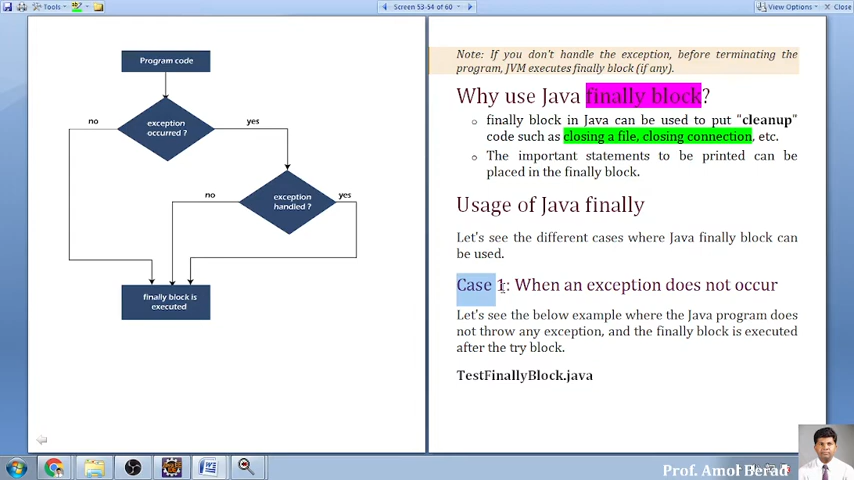 Tools
Screen 53-54 of 60
View Options
Close
Program code
exception
occurred ?
no
yes
exception
handled ?
no
yes
finally block is
executed
Note: If you don't handle the exception, before terminating the
program, JVM executes finally block (if any).
Why use Java finally block?
o finally block in Java can be used to put "cleanup"
code such as closing a file, closing connection, etc.
o The important statements to be printed can be
placed in the finally block.
Usage of Java finally
Let's see the different cases where Java finally block can
be used.
Case 1: When an exception does not occur
Let's see the below example where the Java program does
not throw any exception, and the finally block is executed
after the try block.
TestFinallyBlock.java
Prof. Amol Berad